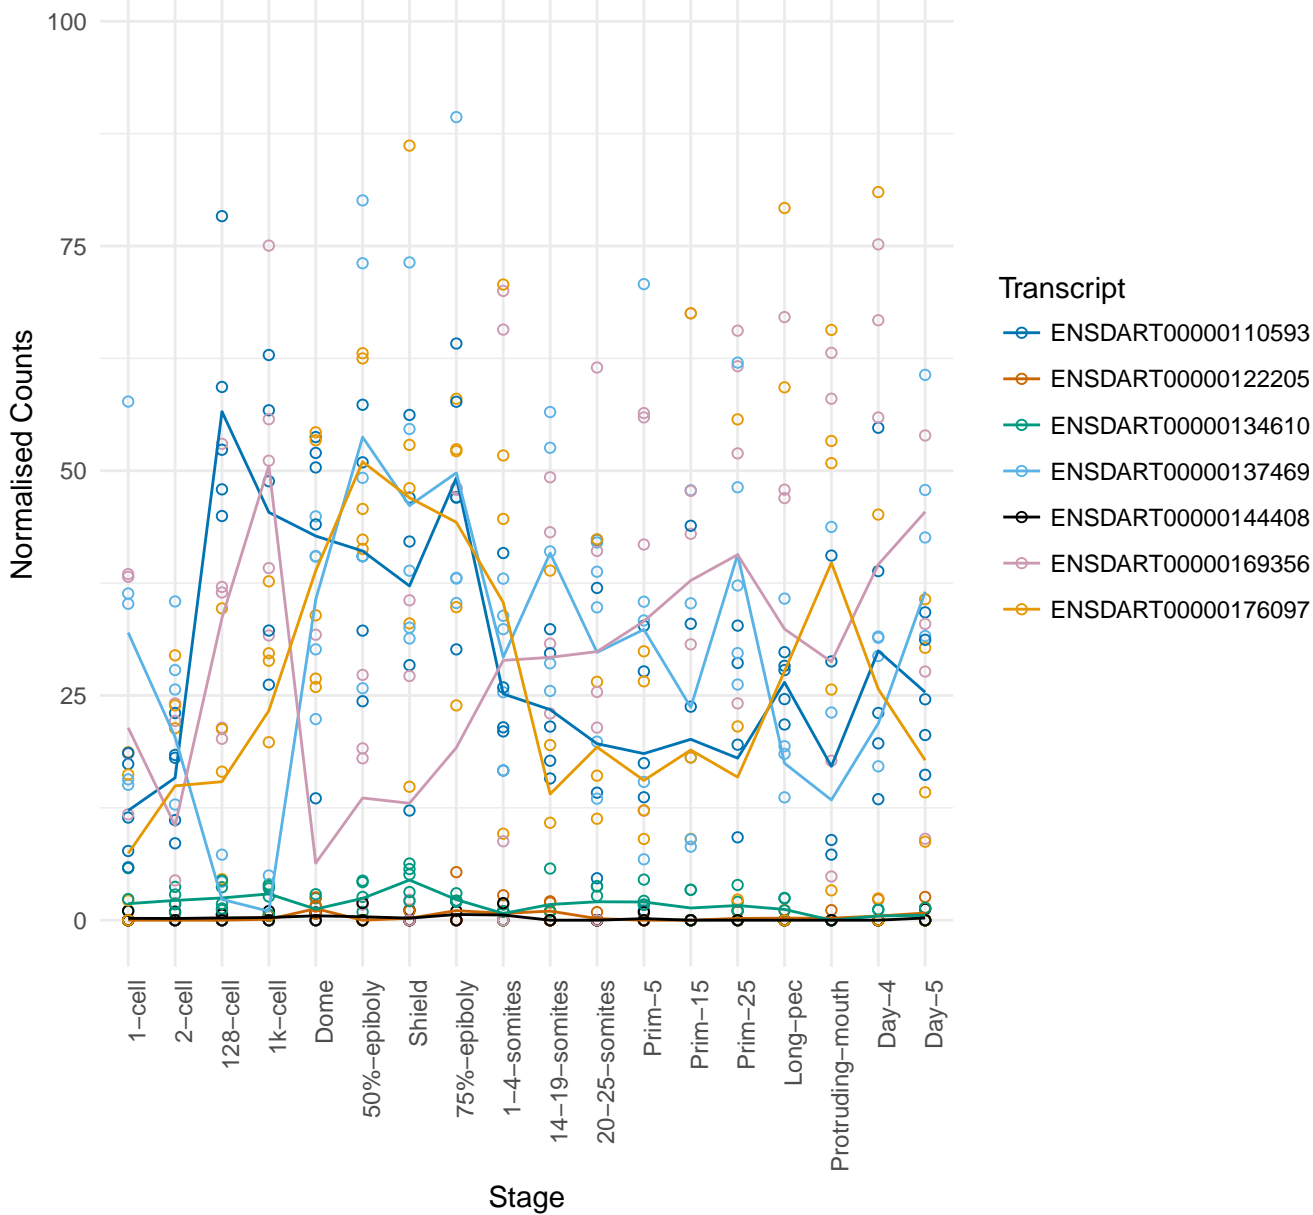 100
75
50
25
0
Normalised Counts
1−cell
2−cell
128−cell
1k−cell
Dome
50%−epiboly
Shield
75%−epiboly
1−4−somites
14−19−somites
20−25−somites
Prim−5
Prim−15
Prim−25
Long−pec
Protruding−mouth
Day−4
Day−5
Stage
Transcript
ENSDART00000110593
ENSDART00000122205
ENSDART00000134610
ENSDART00000137469
ENSDART00000144408
ENSDART00000169356
ENSDART00000176097